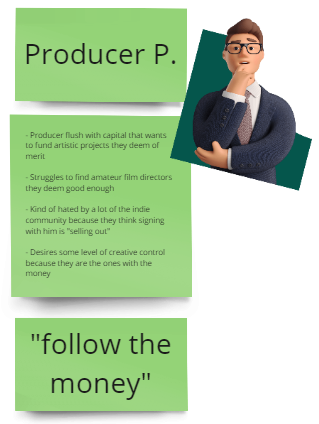 Producer P.
- Producer flush with capital that wants
to fund artistic projects they deem of
merit
- Struggles to find amateur film directors
they deem good enough
- Kind of hated by a lot of the indie
community because they think signing
with him is "selling out"
- Desires some level of creative control
because they are the ones with the
money
"follow the
money"